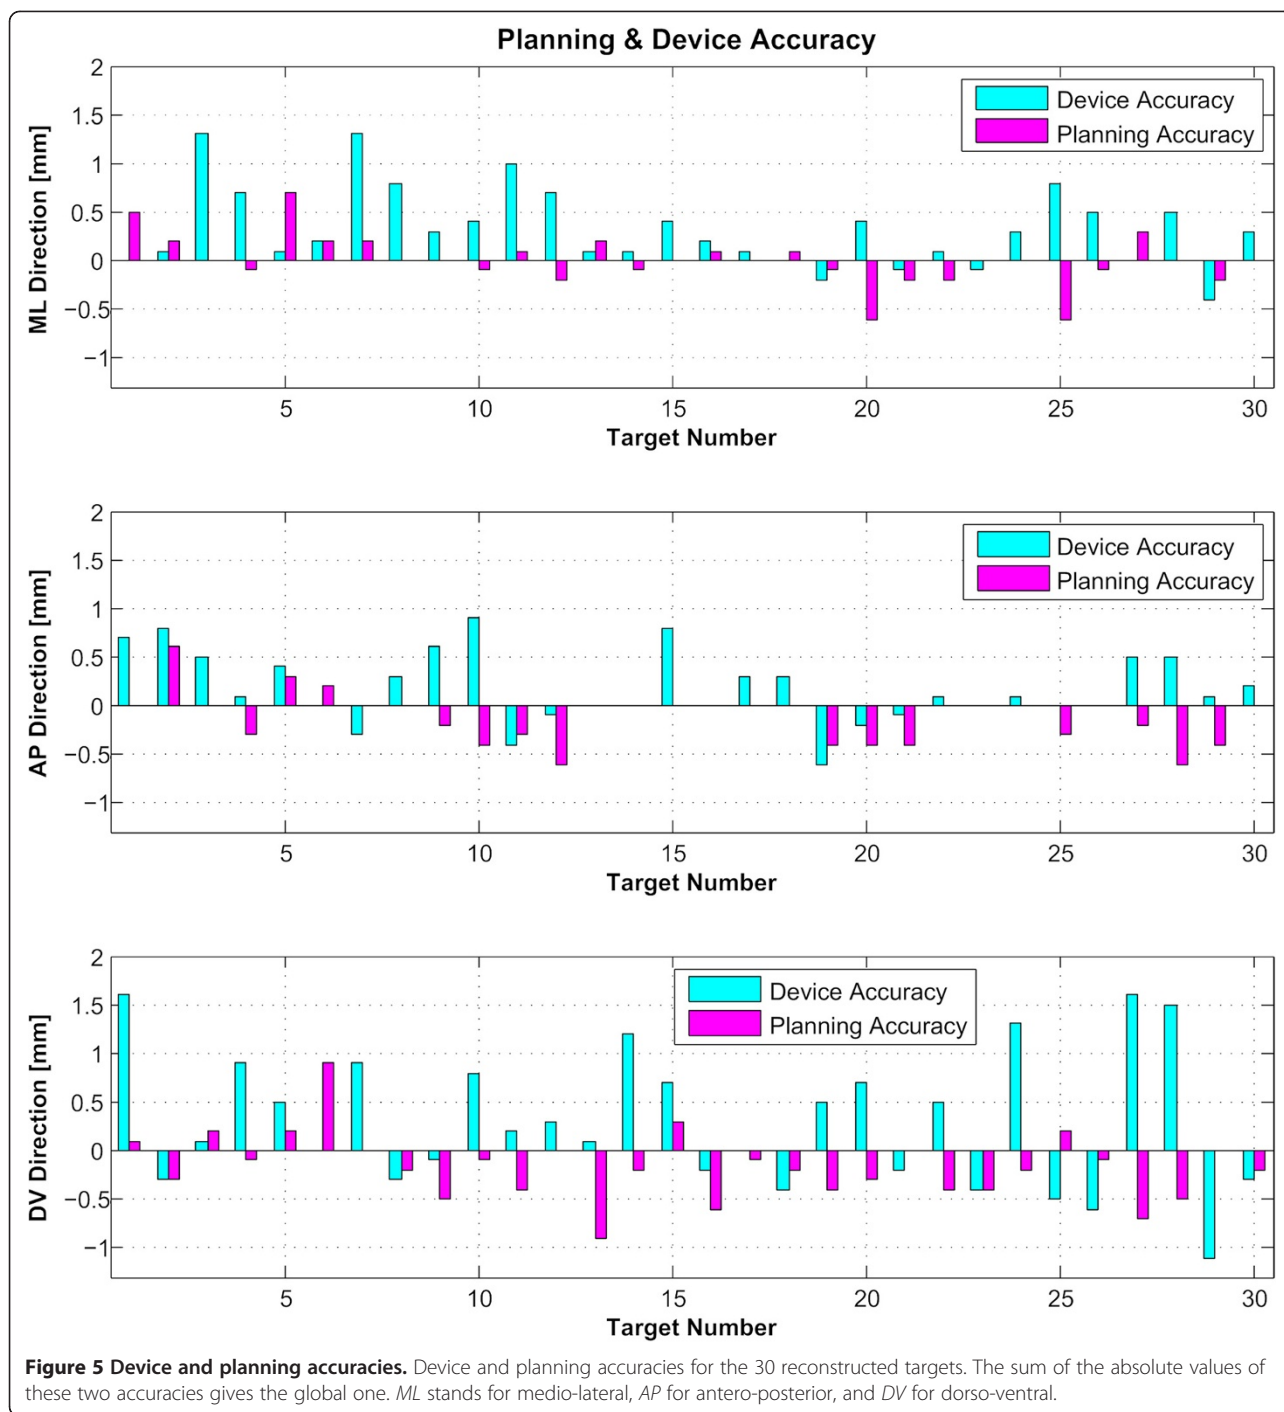 Planning & Device Accuracy
2
1.5
1
0.5
0
−0.5
−1
ML Direction [mm]
Device Accuracy
Planning Accuracy
5 10 15 20 25 30
Target Number
2
1.5
1
0.5
0
−0.5
−1
AP Direction [mm]
Device Accuracy
Planning Accuracy
5 10 15 20 25 30
Target Number
2
1.5
1
0.5
0
−0.5
−1
DV Direction [mm]
Device Accuracy
Planning Accuracy
5 10 15 20 25 30
Target Number
Figure 5 Device and planning accuracies. Device and planning accuracies for the 30 reconstructed targets. The sum of the absolute values of
these two accuracies gives the global one. ML stands for medio-lateral, AP for antero-posterior, and DV for dorso-ventral.